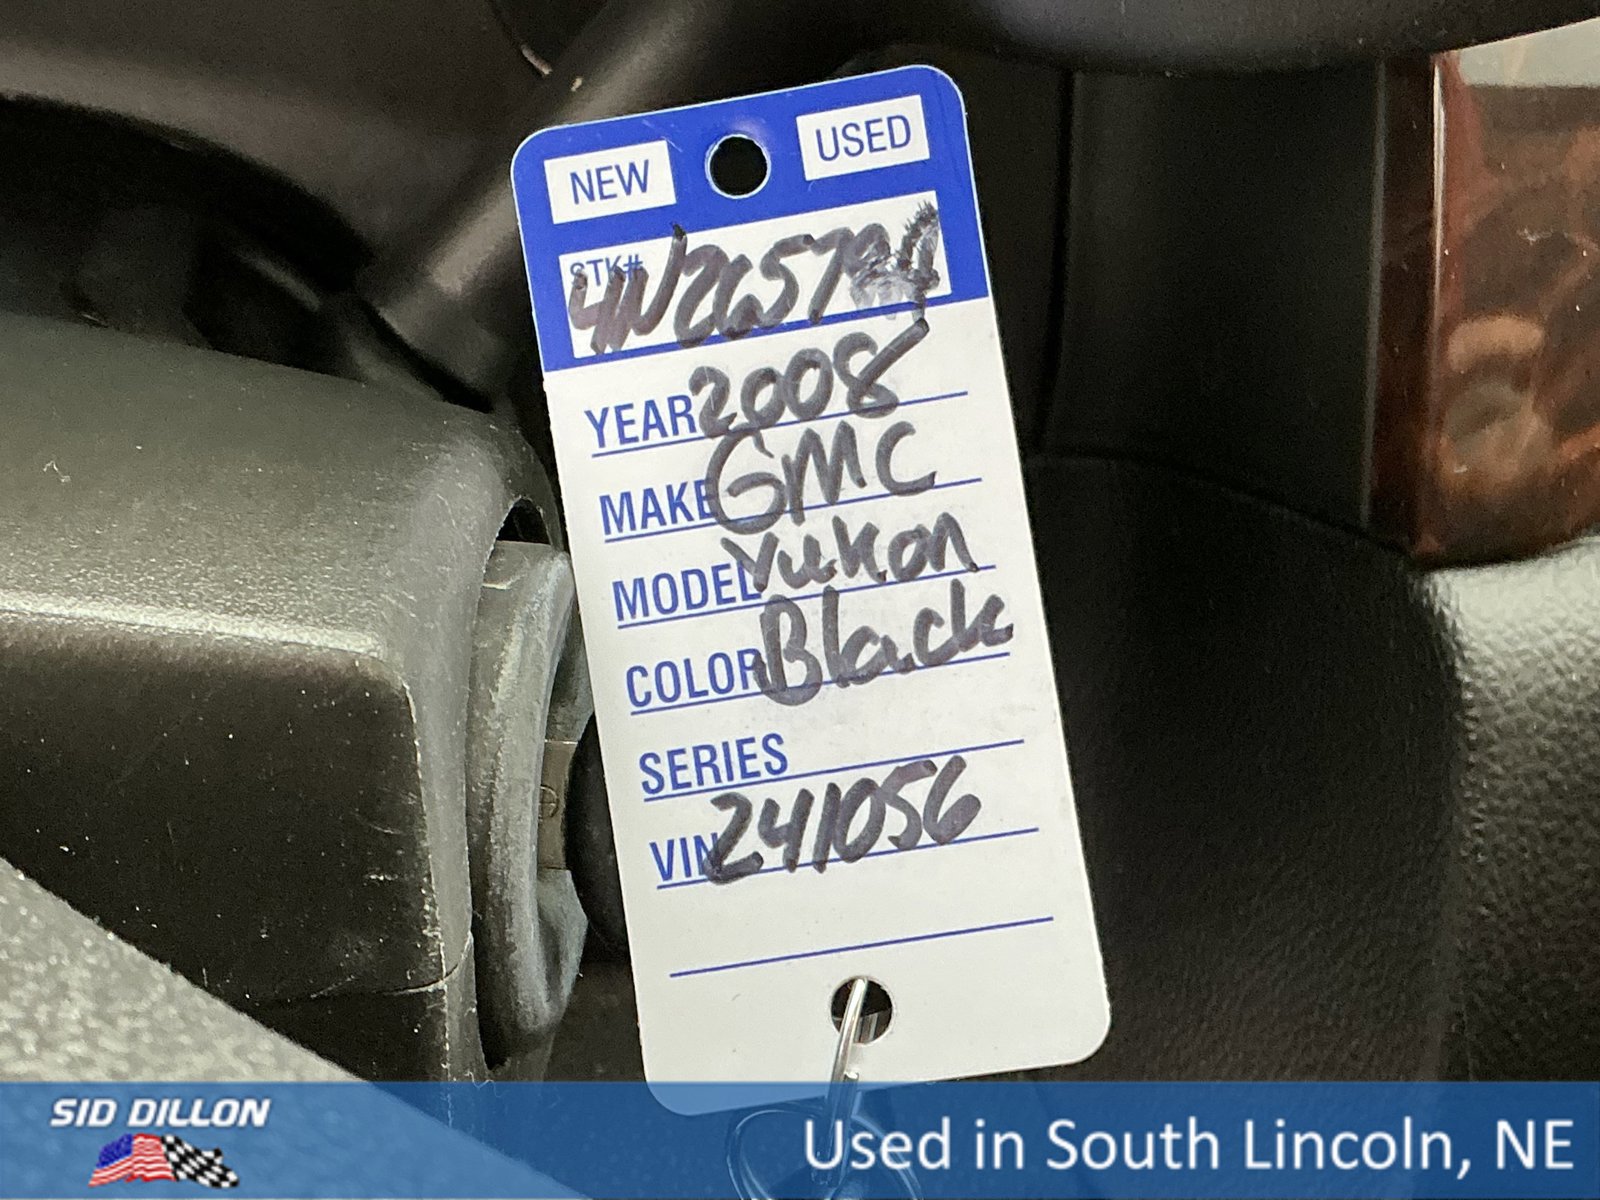 NEW USED
STK#
YEAR 2008
MAKE GMC
MODEL Yukon
COLOR Black
SERIES
VIN 241056
SID DILLON
Used in South Lincoln, NE